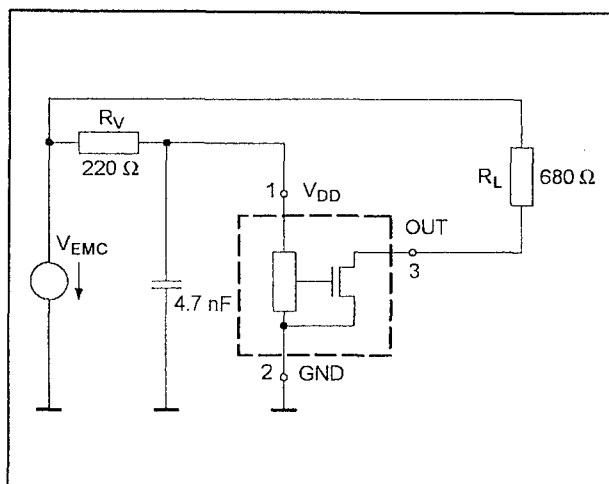 R_V
220 Ω
1 V_DD
R_L 680 Ω
OUT
V_EMC
3
4.7 nF
2 GND